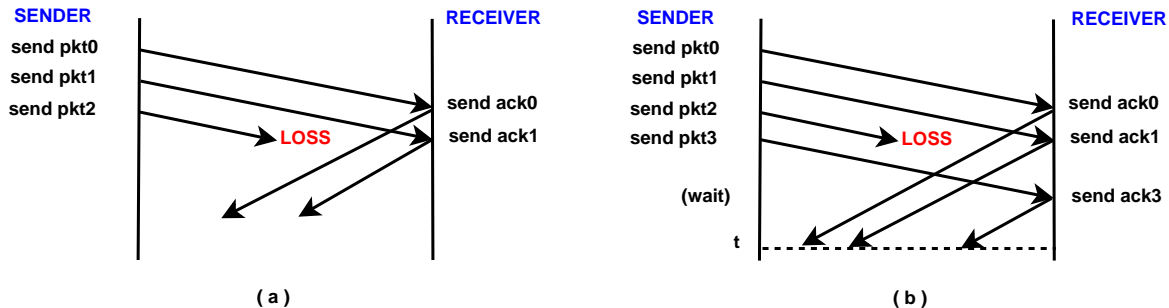 SENDER
RECEIVER
send pkt0
send pkt1
send pkt2
LOSS
send ack0
send ack1
( a )
SENDER
RECEIVER
send pkt0
send pkt1
send pkt2
send pkt3
LOSS
send ack0
send ack1
send ack3
(wait)
t
( b )